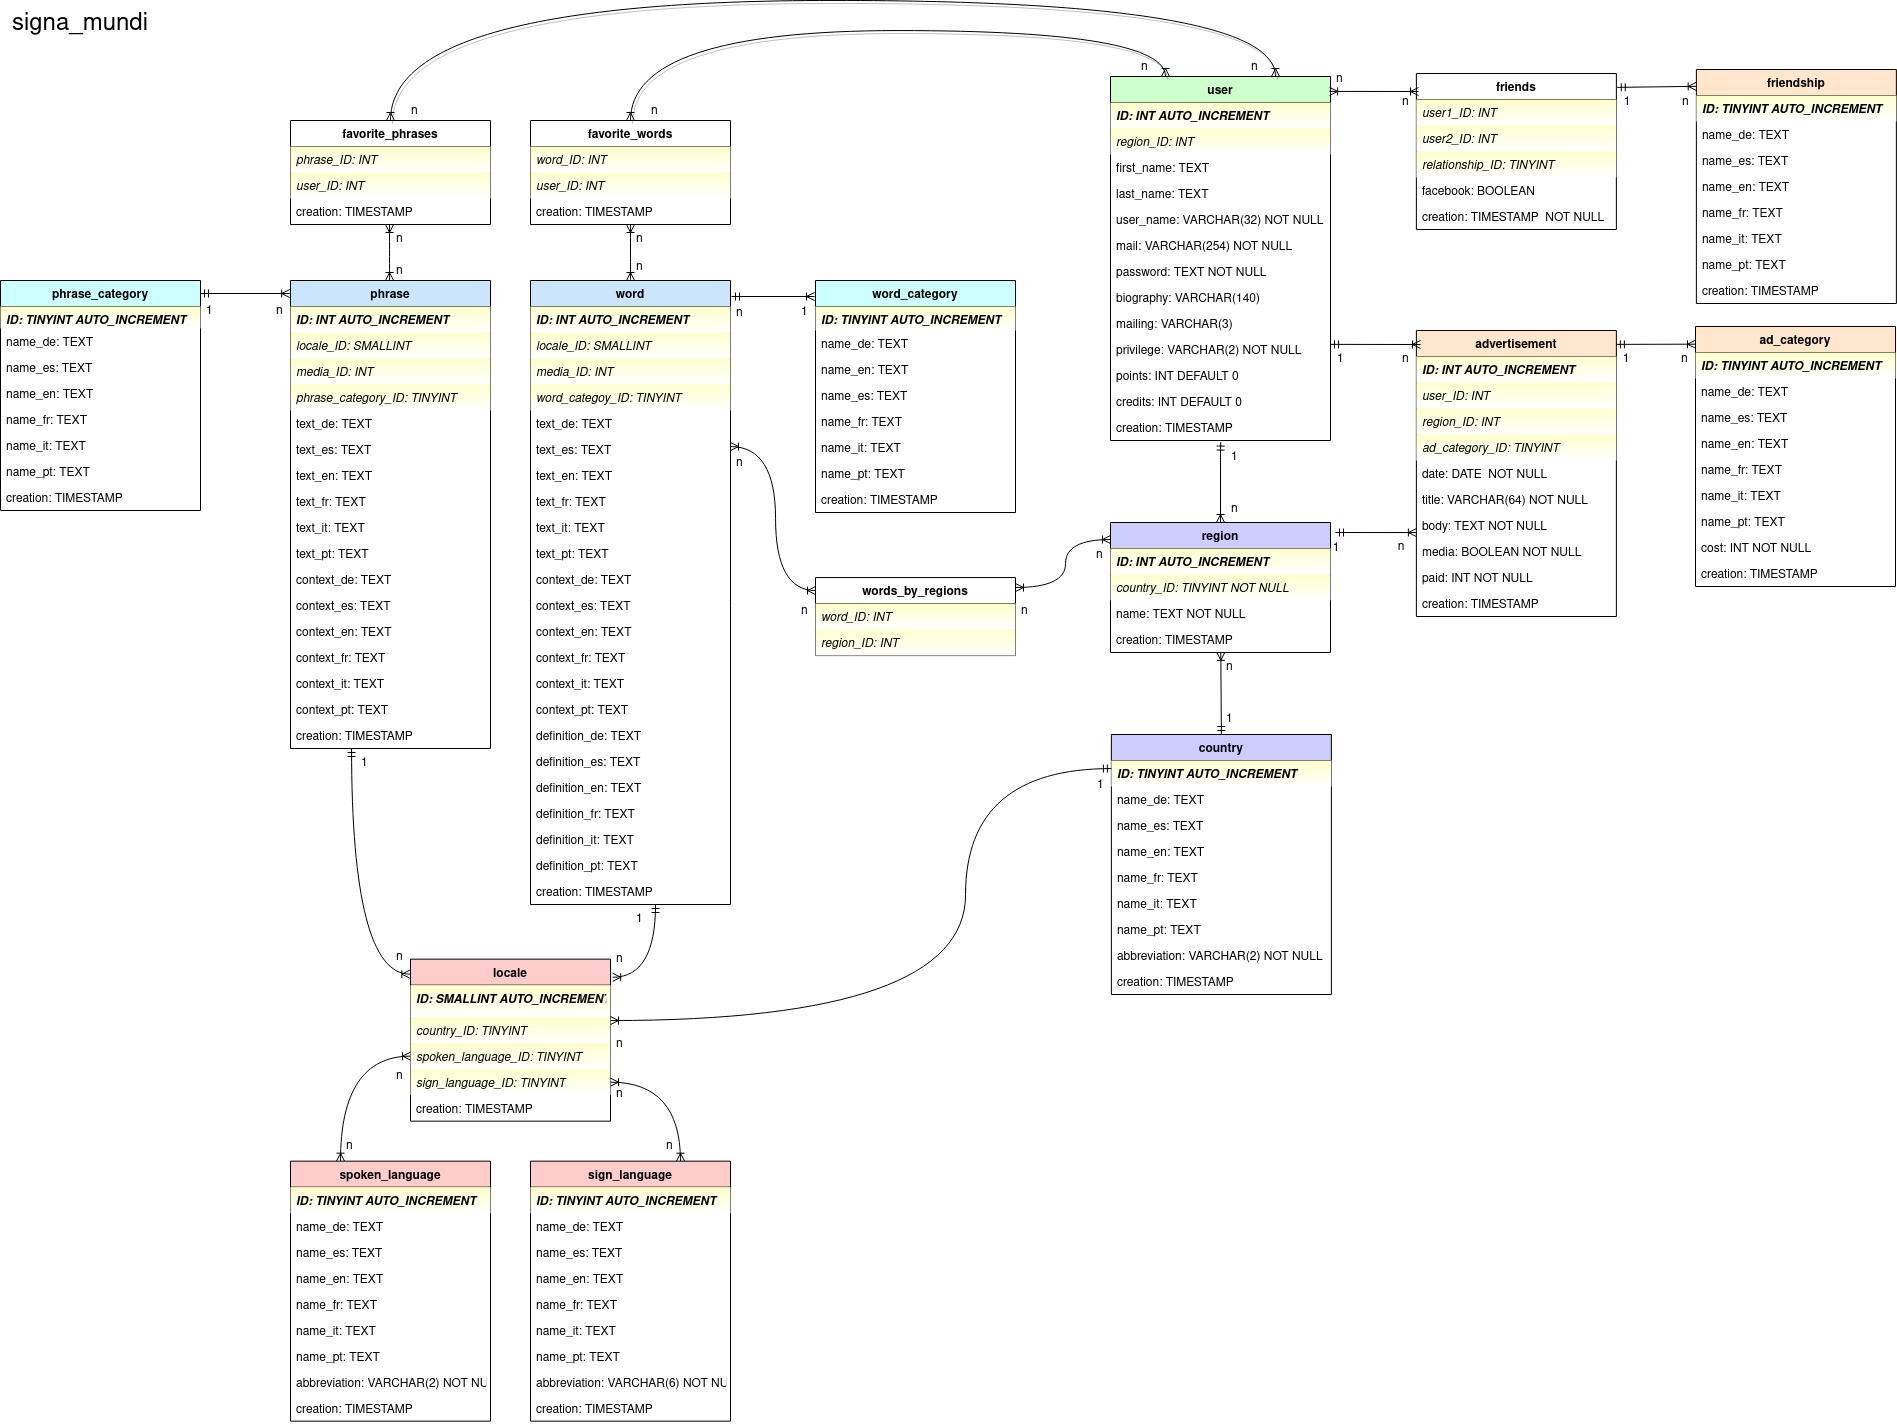 signa_mundi
n
n
n
n
favorite_phrases
phrase_ID: INT
user_ID: INT
creation: TIMESTAMP
n
n
favorite_words
word_ID: INT
user_ID: INT
creation: TIMESTAMP
n
n
user
ID: INT AUTO_INCREMENT
region_ID: INT
first_name: TEXT
last_name: TEXT
user_name: VARCHAR(32) NOT NULL
mail: VARCHAR(254) NOT NULL
password: TEXT NOT NULL
biography: VARCHAR(140)
mailing: VARCHAR(3)
privilege: VARCHAR(2) NOT NULL
points: INT DEFAULT 0
credits: INT DEFAULT 0
creation: TIMESTAMP
n
n
friends
user1_ID: INT
user2_ID: INT
relationship_ID: TINYINT
facebook: BOOLEAN
creation: TIMESTAMP  NOT NULL
1
n
friendship
ID: TINYINT AUTO_INCREMENT
name_de: TEXT
name_es: TEXT
name_en: TEXT
name_fr: TEXT
name_it: TEXT
name_pt: TEXT
creation: TIMESTAMP
phrase_category
ID: TINYINT AUTO_INCREMENT
name_de: TEXT
name_es: TEXT
name_en: TEXT
name_fr: TEXT
name_it: TEXT
name_pt: TEXT
creation: TIMESTAMP
1
n
phrase
ID: INT AUTO_INCREMENT
locale_ID: SMALLINT
media_ID: INT
phrase_category_ID: TINYINT
text_de: TEXT
text_es: TEXT
text_en: TEXT
text_fr: TEXT
text_it: TEXT
text_pt: TEXT
context_de: TEXT
context_es: TEXT
context_en: TEXT
context_fr: TEXT
context_it: TEXT
context_pt: TEXT
creation: TIMESTAMP
1
word
ID: INT AUTO_INCREMENT
locale_ID: SMALLINT
media_ID: INT
word_categoy_ID: TINYINT
text_de: TEXT
text_es: TEXT
text_en: TEXT
text_fr: TEXT
text_it: TEXT
text_pt: TEXT
context_de: TEXT
context_es: TEXT
context_en: TEXT
context_fr: TEXT
context_it: TEXT
context_pt: TEXT
definition_de: TEXT
definition_es: TEXT
definition_en: TEXT
definition_fr: TEXT
definition_it: TEXT
definition_pt: TEXT
creation: TIMESTAMP
1
n
1
n
word_category
ID: TINYINT AUTO_INCREMENT
name_de: TEXT
name_en: TEXT
name_es: TEXT
name_fr: TEXT
name_it: TEXT
name_pt: TEXT
creation: TIMESTAMP
n
words_by_regions
word_ID: INT
region_ID: INT
n
n
1
n
region
ID: INT AUTO_INCREMENT
country_ID: TINYINT NOT NULL
name: TEXT NOT NULL
creation: TIMESTAMP
n
1
1
n
1
n
advertisement
ID: INT AUTO_INCREMENT
user_ID: INT
region_ID: INT
ad_category_ID: TINYINT
date: DATE  NOT NULL
title: VARCHAR(64) NOT NULL
body: TEXT NOT NULL
media: BOOLEAN NOT NULL
paid: INT NOT NULL
creation: TIMESTAMP
1
n
ad_category
ID: TINYINT AUTO_INCREMENT
name_de: TEXT
name_es: TEXT
name_en: TEXT
name_fr: TEXT
name_it: TEXT
name_pt: TEXT
cost: INT NOT NULL
creation: TIMESTAMP
country
ID: TINYINT AUTO_INCREMENT
name_de: TEXT
name_es: TEXT
name_en: TEXT
name_fr: TEXT
name_it: TEXT
name_pt: TEXT
abbreviation: VARCHAR(2) NOT NULL
creation: TIMESTAMP
1
n
n
locale
ID: SMALLINT AUTO_INCREMENT
country_ID: TINYINT
spoken_language_ID: TINYINT
sign_language_ID: TINYINT
creation: TIMESTAMP
n
n
n
n
n
spoken_language
ID: TINYINT AUTO_INCREMENT
name_de: TEXT
name_es: TEXT
name_en: TEXT
name_fr: TEXT
name_it: TEXT
name_pt: TEXT
abbreviation: VARCHAR(2) NOT NU
creation: TIMESTAMP
sign_language
ID: TINYINT AUTO_INCREMENT
name_de: TEXT
name_es: TEXT
name_en: TEXT
name_fr: TEXT
name_it: TEXT
name_pt: TEXT
abbreviation: VARCHAR(6) NOT NU
creation: TIMESTAMP